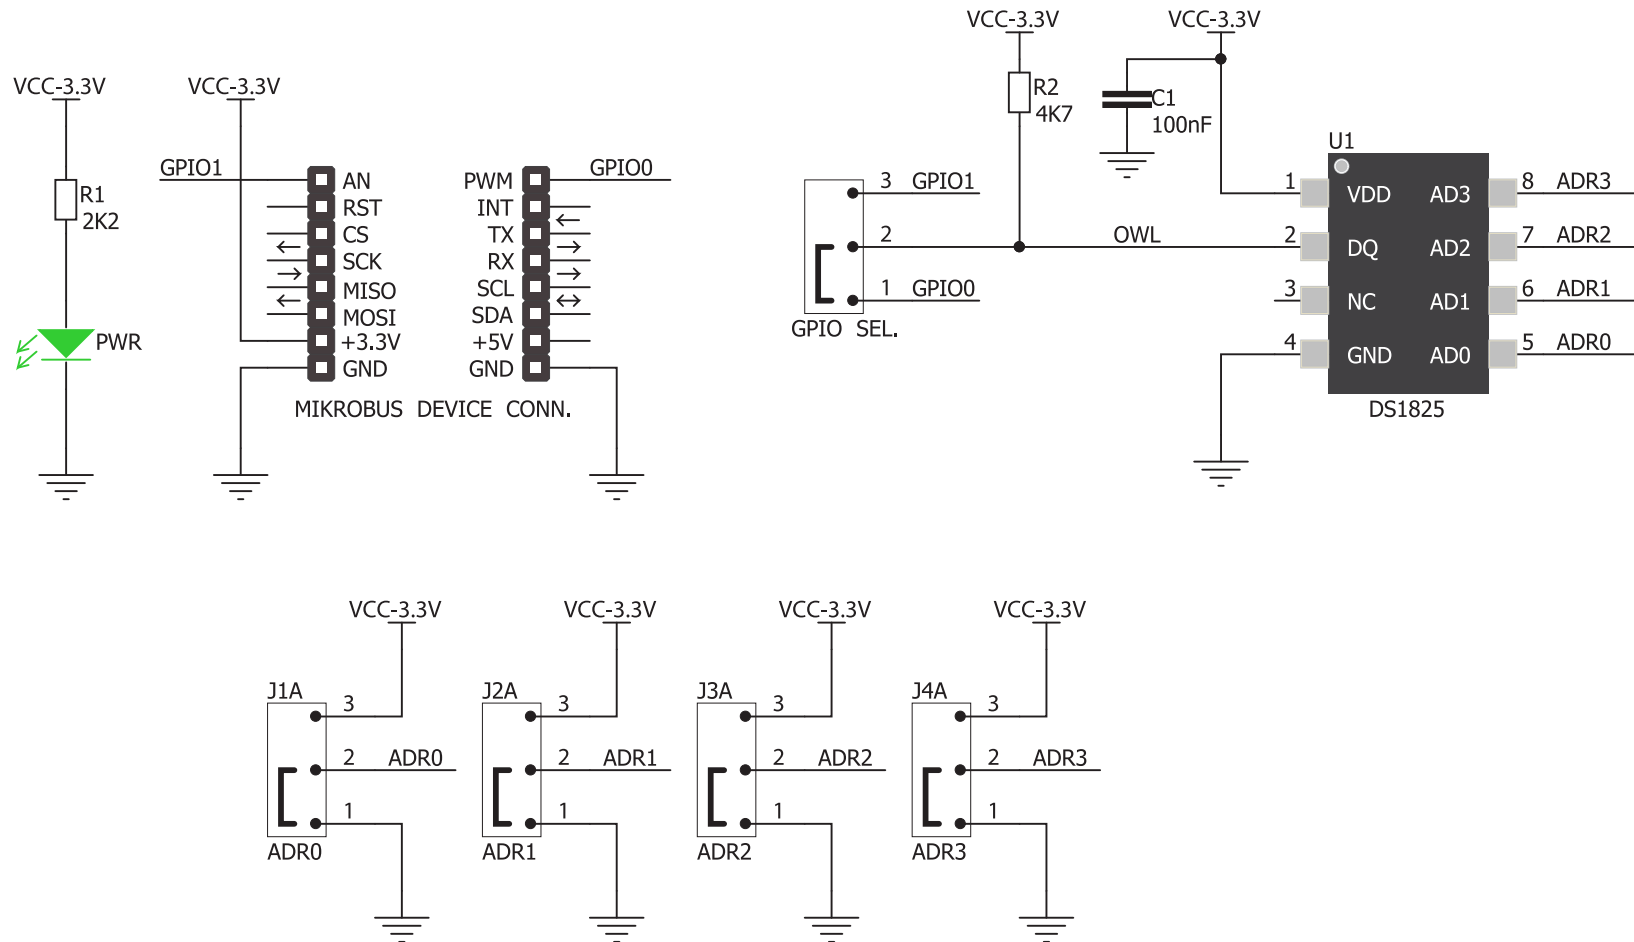 VCC-3.3V
R1
2K2
PWR
VCC-3.3V
GPIO1
GPIO0
AN
RST
CS
SCK
MISO
MOSI
+3.3V
GND
PWM
INT
TX
RX
SCL
SDA
+5V
GND
MIKROBUS DEVICE CONN.
VCC-3.3V
R2
4K7
VCC-3.3V
C1
100nF
3 GPIO1
2
1 GPIO0
GPIO SEL.
OWL
U1
1 VDD AD3 8 ADR3
2 DQ AD2 7 ADR2
3 NC AD1 6 ADR1
4 GND AD0 5 ADR0
DS1825
VCC-3.3V
J1A
3
2 ADR0
1
ADR0
VCC-3.3V
J2A
3
2 ADR1
1
ADR1
VCC-3.3V
J3A
3
2 ADR2
1
ADR2
VCC-3.3V
J4A
3
2 ADR3
1
ADR3